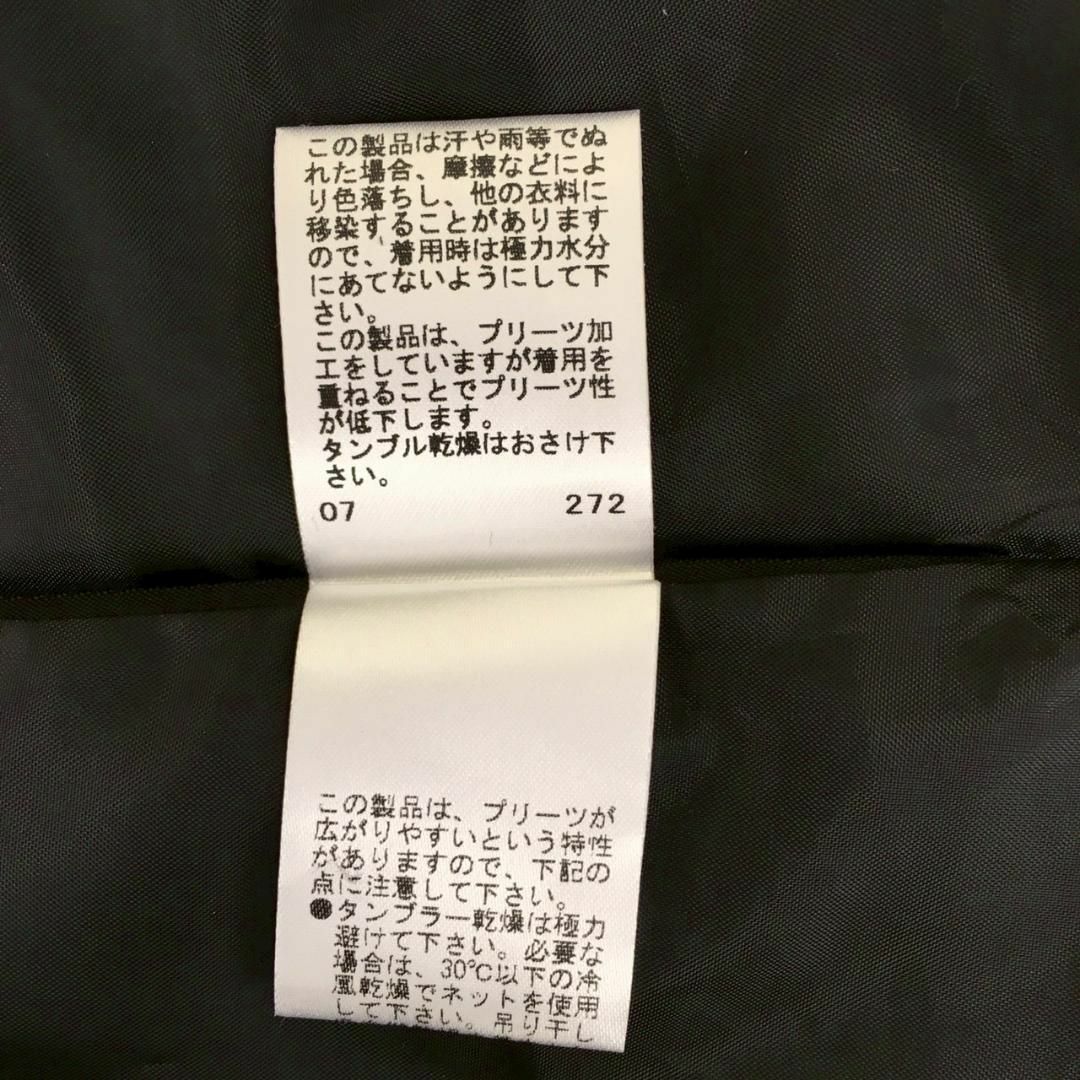 この製品は汗や雨等でぬ
れた場合、摩擦などによ
り色落ちし、他の衣料に
移染することがあります
ので、着用時は極力水分
にあてないようにして下
さい。
この製品は、プリーツ加
工をしていますが着用を
重ねることでプリーツ性
が低下します。
タンブル乾燥はおさけ下
さい。
07 272
この製品は、プリーツが
広がりやすいという特性
がありますので、下記の
点に注意して下さい。
●タンブラー乾燥は極力
避けて下さい。必要な
場合は、30℃以下の冷
風乾燥でネットを使用
して下さい。吊り干し